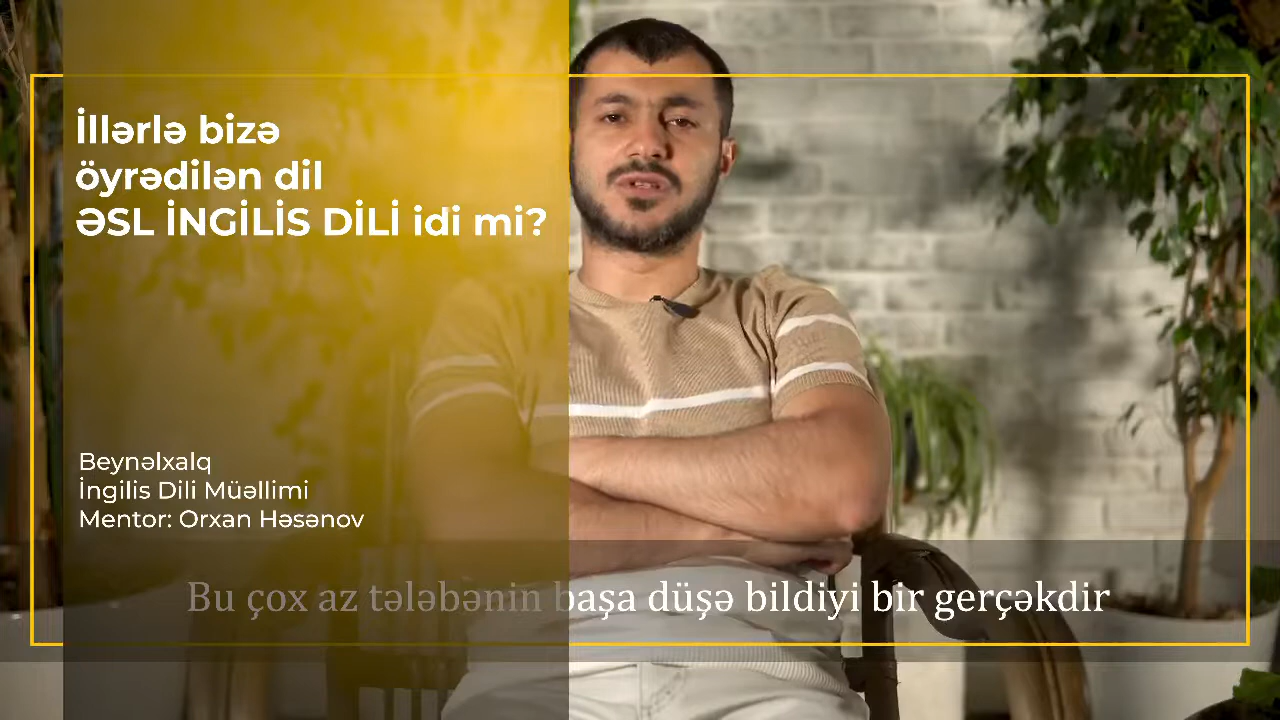 İllərlə bizə
öyrədilən dil
ƏSL İNGİLİS DİLİ idi mi?
Beynəlxalq
İngilis Dili Müəllimi
Mentor: Orxan Həsənov
Bu çox az tələbənin başa düşə bildiyi bir gerçəkdir